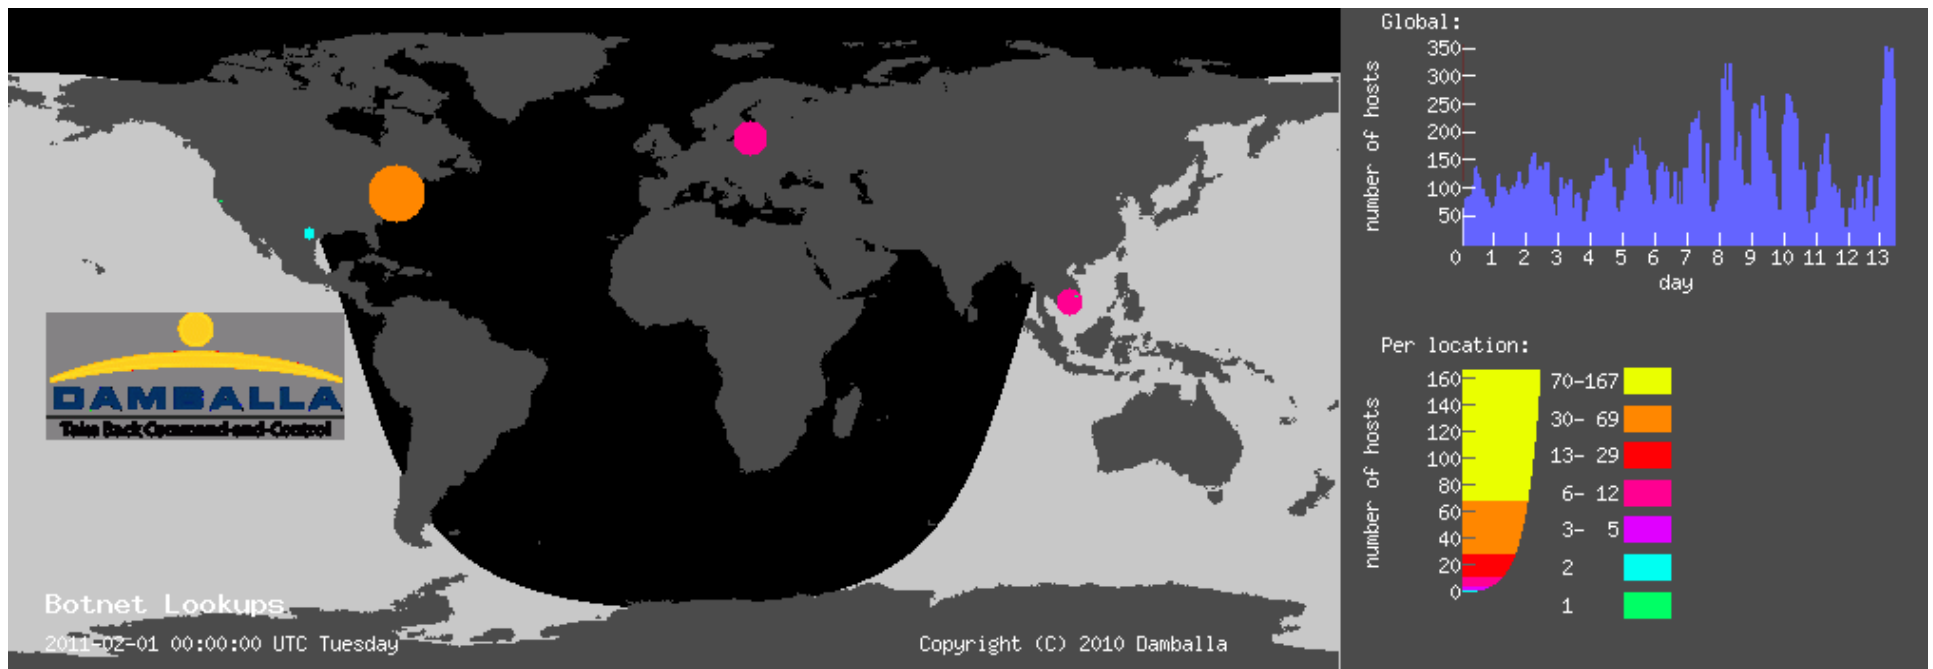 DAMBALLA
Take Back Command-and-Control
Botnet Lookups
2011-02-01 00:00:00 UTC Tuesday
Copyright (C) 2010 Damballa
Global:
number of hosts
350
300
250
200
150
100
50
0 1 2 3 4 5 6 7 8 9 10 11 12 13
day
Per location:
number of hosts
160
140
120
100
80
60
40
20
0
70-167
30- 69
13- 29
6- 12
3- 5
2
1